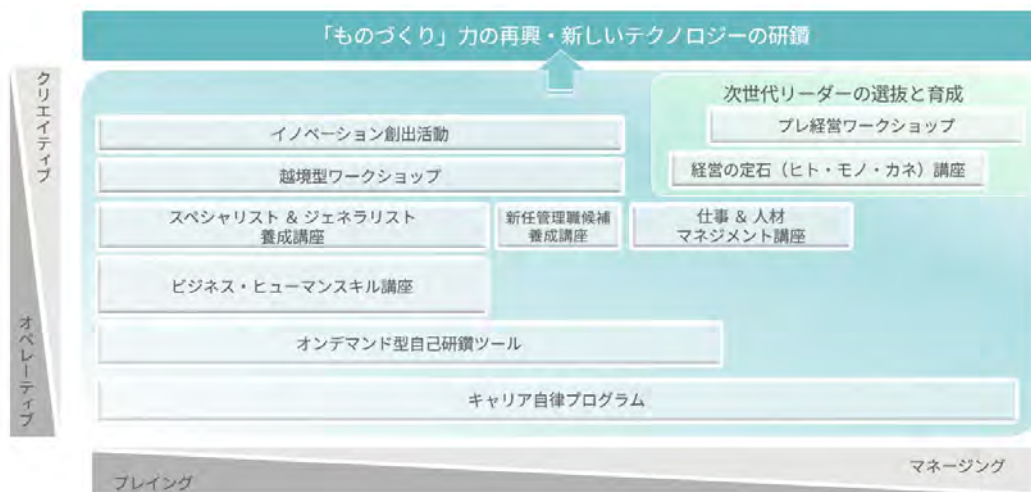 「ものづくり」力の再興・新しいテクノロジーの研鑽
クリエイティブ
オペレーティブ
次世代リーダーの選抜と育成
プレ経営ワークショップ
経営の定石(ヒト・モノ・カネ)講座
イノベーション創出活動
越境型ワークショップ
スペシャリスト & ジェネラリスト
養成講座
新任管理職候補
養成講座
仕事 & 人材
マネジメント講座
ビジネス・ヒューマンスキル講座
オンデマンド型自己研鑽ツール
キャリア自律プログラム
マネージング
プレイング